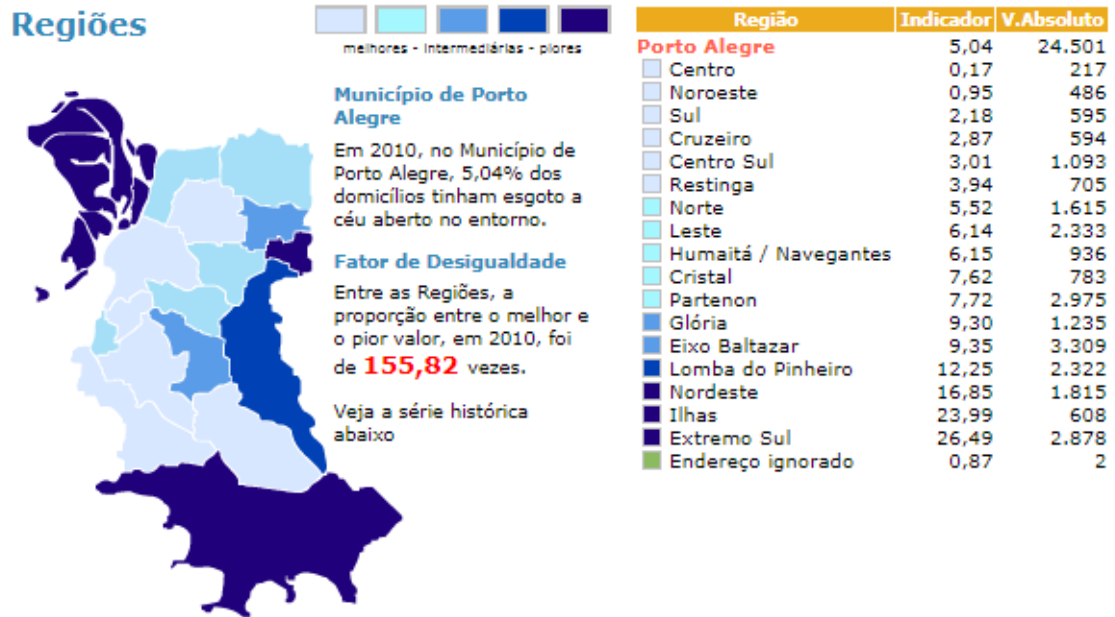 Regiões
melhores - intermediárias - piores
Município de Porto
Alegre
Em 2010, no Município de
Porto Alegre, 5,04% dos
domicílios tinham esgoto a
céu aberto no entorno.
Fator de Desigualdade
Entre as Regiões, a
proporção entre o melhor e
o pior valor, em 2010, foi
de 155,82 vezes.
Veja a série histórica
abaixo
Região Indicador V.Absoluto
Porto Alegre 5,04 24.501
Centro 0,17 217
Noroeste 0,95 486
Sul 2,18 595
Cruzeiro 2,87 594
Centro Sul 3,01 1.093
Restinga 3,94 705
Norte 5,52 1.615
Leste 6,14 2.333
Humaitá / Navegantes 6,15 936
Cristal 7,62 783
Partenon 7,72 2.975
Glória 9,30 1.235
Eixo Baltazar 9,35 3.309
Lomba do Pinheiro 12,25 2.322
Nordeste 16,85 1.815
Ilhas 23,99 608
Extremo Sul 26,49 2.878
Endereço ignorado 0,87 2